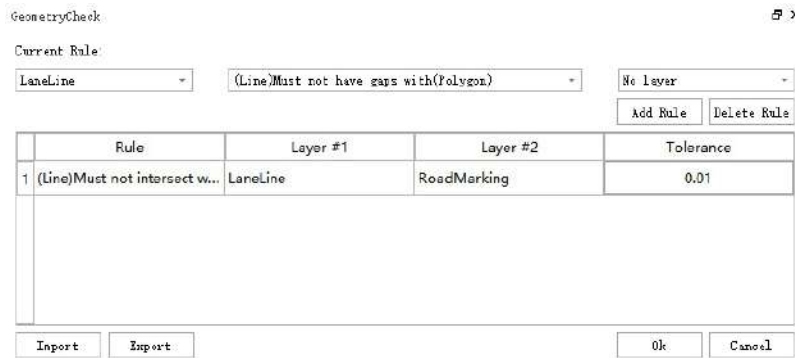 GeometryCheck
Current Rule:
LaneLine (Line)Must not have gaps with(Polygon) No layer
Add Rule Delete Rule
Rule Layer #1 Layer #2 Tolerance
1 (Line)Must not intersect w... LaneLine RoadMarking 0.01
Import Export Ok Cancel